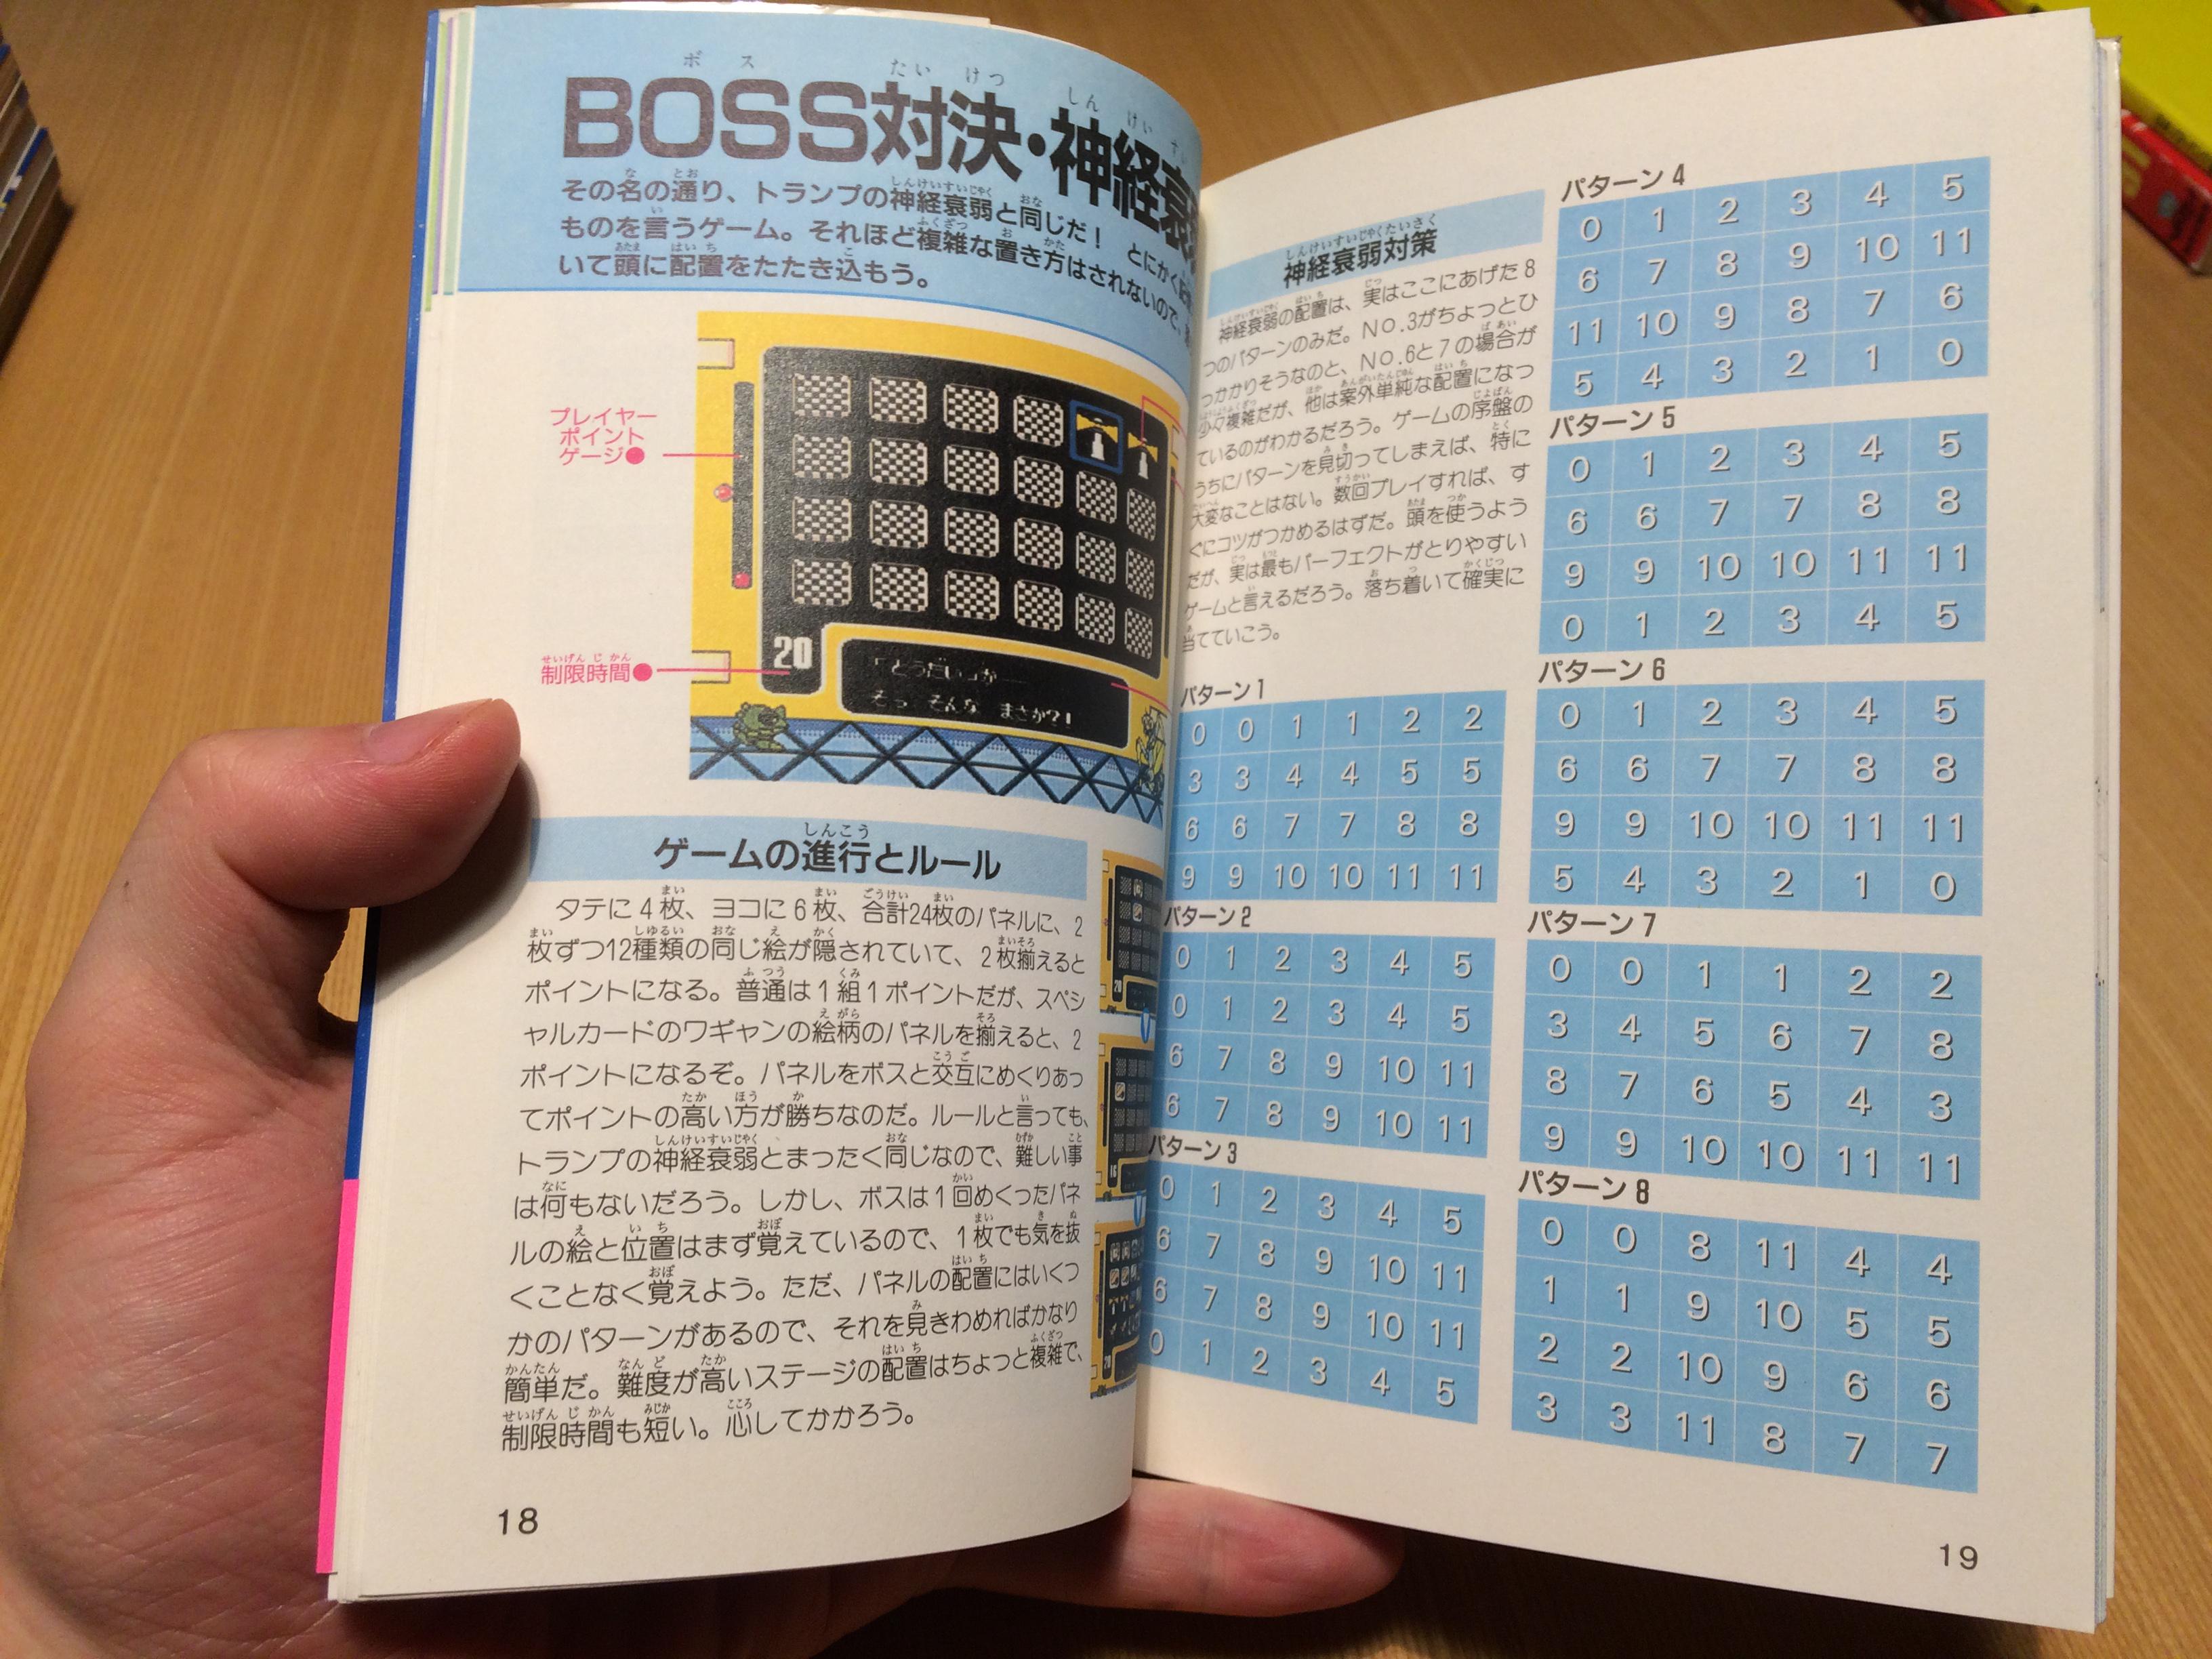 BOSS対決・神経衰
その名の通り、トランプの神経衰弱と同じだ! とにかく
ものを言うゲーム。それほど複雑な置き方はされないので、
いて頭に配置をたたき込もう。
プレイヤー
ポイント
ゲージ●
制限時間●
20
「とうだい」か――
そっ そんな まさか?!
ゲームの進行とルール
タテに4枚、ヨコに6枚、合計24枚のパネルに、2
枚ずつ12種類の同じ絵が隠されていて、2枚揃えると
ポイントになる。普通は1組1ポイントだが、スペシ
ャルカードのワギャンの絵柄のパネルを揃えると、2
ポイントになるぞ。パネルをボスと交互にめくりあっ
てポイントの高い方が勝ちなのだ。ルールと言っても、
トランプの神経衰弱とまったく同じなので、難しい事
は何もないだろう。しかし、ボスは1回めくったパネ
ルの絵と位置はまず覚えているので、1枚でも気を抜
くことなく覚えよう。ただ、パネルの配置にはいくつ
かのパターンがあるので、それを見きわめればかなり
簡単だ。難度が高いステージの配置はちょっと複雑で、
制限時間も短い。心してかかろう。
18
神経衰弱対策
神経衰弱の配置は、実はここにあげた8
つのパターンのみだ。No.3がちょっとひ
っかかりそうなのと、No.6と7の場合が
少々複雑だが、他は案外単純な配置になっ
ているのがわかるだろう。ゲームの序盤の
うちにパターンを見切ってしまえば、特に
大変なことはない。数回プレイすれば、す
ぐにコツがつかめるはずだ。頭を使うよう
だが、実は最もパーフェクトがとりやすい
ゲームと言えるだろう。落ち着いて確実に
当てていこう。
パターン1
0 0 1 1 2 2
3 3 4 4 5 5
6 6 7 7 8 8
9 9 10 10 11 11
パターン2
0 1 2 3 4 5
0 1 2 3 4 5
6 7 8 9 10 11
6 7 8 9 10 11
パターン3
0 1 2 3 4 5
6 7 8 9 10 11
6 7 8 9 10 11
0 1 2 3 4 5
パターン4
0 1 2 3 4 5
6 7 8 9 10 11
11 10 9 8 7 6
5 4 3 2 1 0
パターン5
0 1 2 3 4 5
6 6 7 7 8 8
9 9 10 10 11 11
0 1 2 3 4 5
パターン6
0 1 2 3 4 5
6 6 7 7 8 8
9 9 10 10 11 11
5 4 3 2 1 0
パターン7
0 0 1 1 2 2
3 4 5 6 7 8
8 7 6 5 4 3
9 9 10 10 11 11
パターン8
0 0 8 11 4 4
1 1 9 10 5 5
2 2 10 9 6 6
3 3 11 8 7 7
19